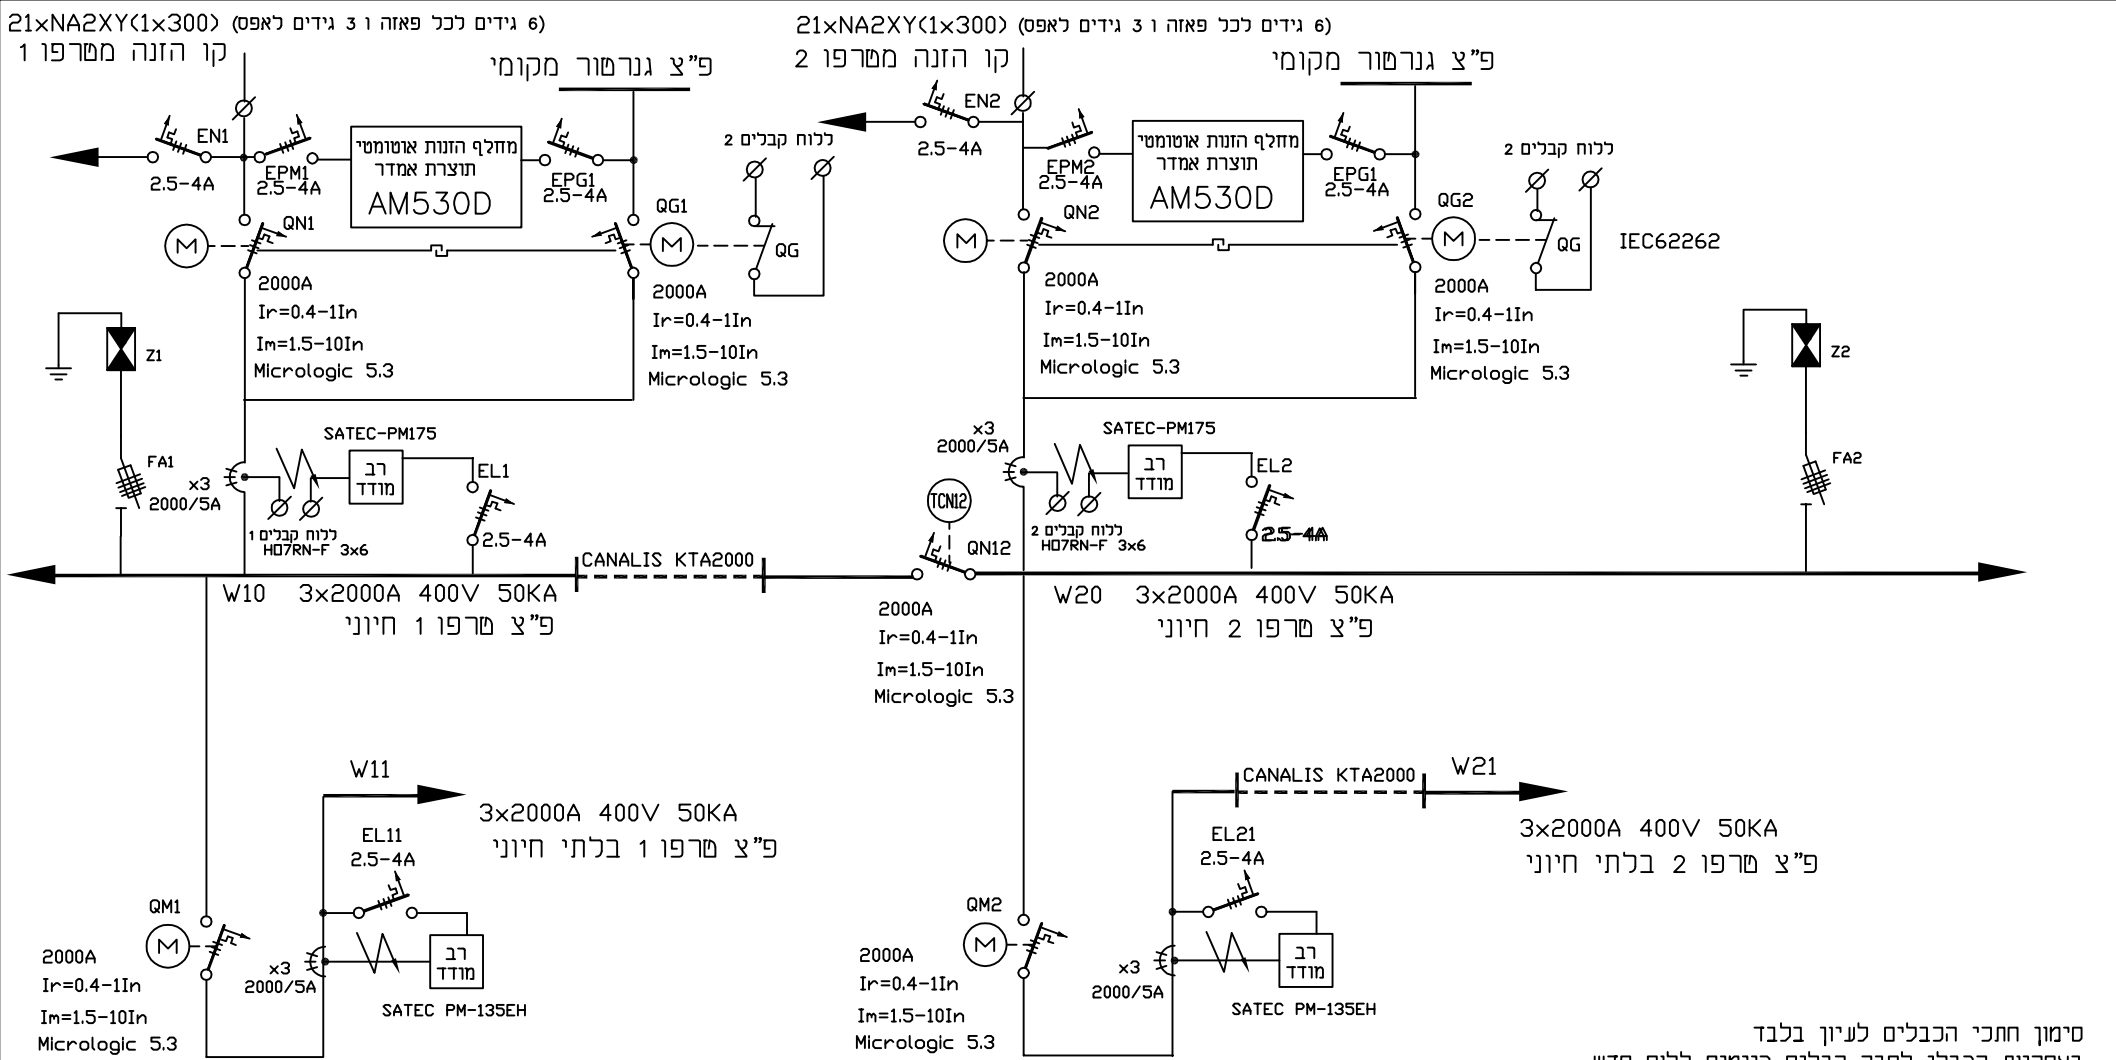 21xNA2XY(1x300) (6 גידים לכל פאזה ו 3 גידים לאפס)
קו הזנה מטרפו 1
פ"צ גנרטור מקומי
EN1
2.5-4A
EPM1
2.5-4A
מחלף הזנות אוטומטי
תוצרת אמדר
AM530D
EPG1
2.5-4A
ללוח קבלים 2
QN1
M
QG1
M
QG
2000A
Ir=0.4-1In
Im=1.5-10In
Micrologic 5.3
2000A
Ir=0.4-1In
Im=1.5-10In
Micrologic 5.3
Z1
FA1
x3
2000/5A
SATEC-PM175
רב
מודד
EL1
2.5-4A
ללוח קבלים 1
H07RN-F 3x6
21xNA2XY(1x300) (6 גידים לכל פאזה ו 3 גידים לאפס)
קו הזנה מטרפו 2
פ"צ גנרטור מקומי
EN2
2.5-4A
EPM2
2.5-4A
מחלף הזנות אוטומטי
תוצרת אמדר
AM530D
EPG1
2.5-4A
ללוח קבלים 2
QN2
M
QG2
M
QG
IEC62262
2000A
Ir=0.4-1In
Im=1.5-10In
Micrologic 5.3
2000A
Ir=0.4-1In
Im=1.5-10In
Micrologic 5.3
Z2
FA2
x3
2000/5A
SATEC-PM175
רב
מודד
EL2
2.5-4A
ללוח קבלים 2
H07RN-F 3x6
TCN12
QN12
CANALIS KTA2000
W10 3x2000A 400V 50KA
פ"צ טרפו 1 חיוני
2000A
Ir=0.4-1In
Im=1.5-10In
Micrologic 5.3
W20 3x2000A 400V 50KA
פ"צ טרפו 2 חיוני
W11
3x2000A 400V 50KA
פ"צ טרפו 1 בלתי חיוני
EL11
2.5-4A
QM1
M
2000A
Ir=0.4-1In
Im=1.5-10In
Micrologic 5.3
x3
2000/5A
רב
מודד
SATEC PM-135EH
CANALIS KTA2000
W21
3x2000A 400V 50KA
פ"צ טרפו 2 בלתי חיוני
EL21
2.5-4A
QM2
M
2000A
Ir=0.4-1In
Im=1.5-10In
Micrologic 5.3
x3
2000/5A
רב
מודד
SATEC PM-135EH
סימון חתכי הכבלים לעיון בלבד